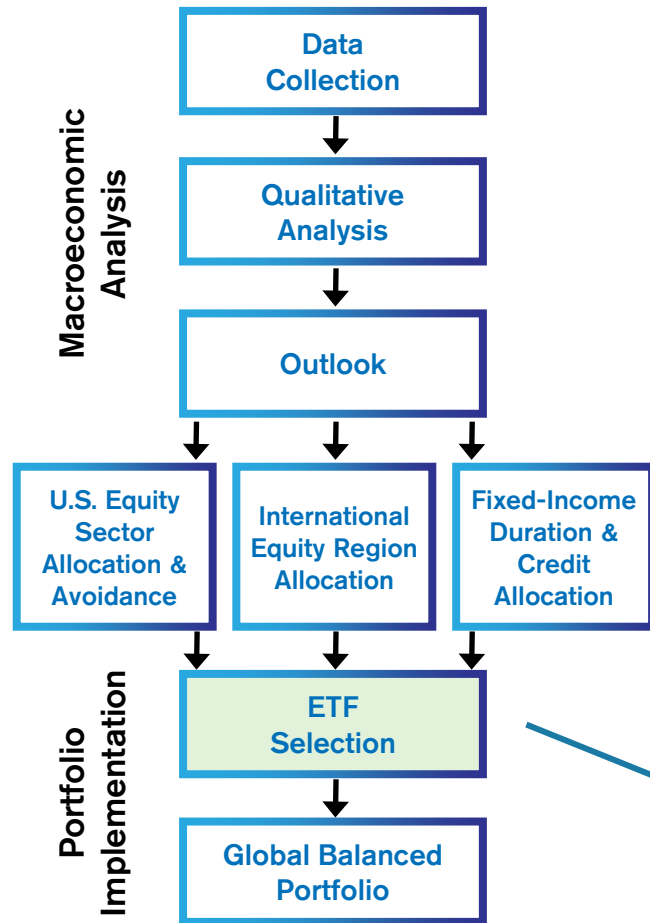 Data
Collection
Macroeconomic
Analysis
Qualitative
Analysis
Outlook
U.S. Equity
Sector
Allocation &
Avoidance
International
Equity Region
Allocation
Fixed-Income
Duration &
Credit
Allocation
Portfolio
Implementation
ETF
Selection
Global Balanced
Portfolio